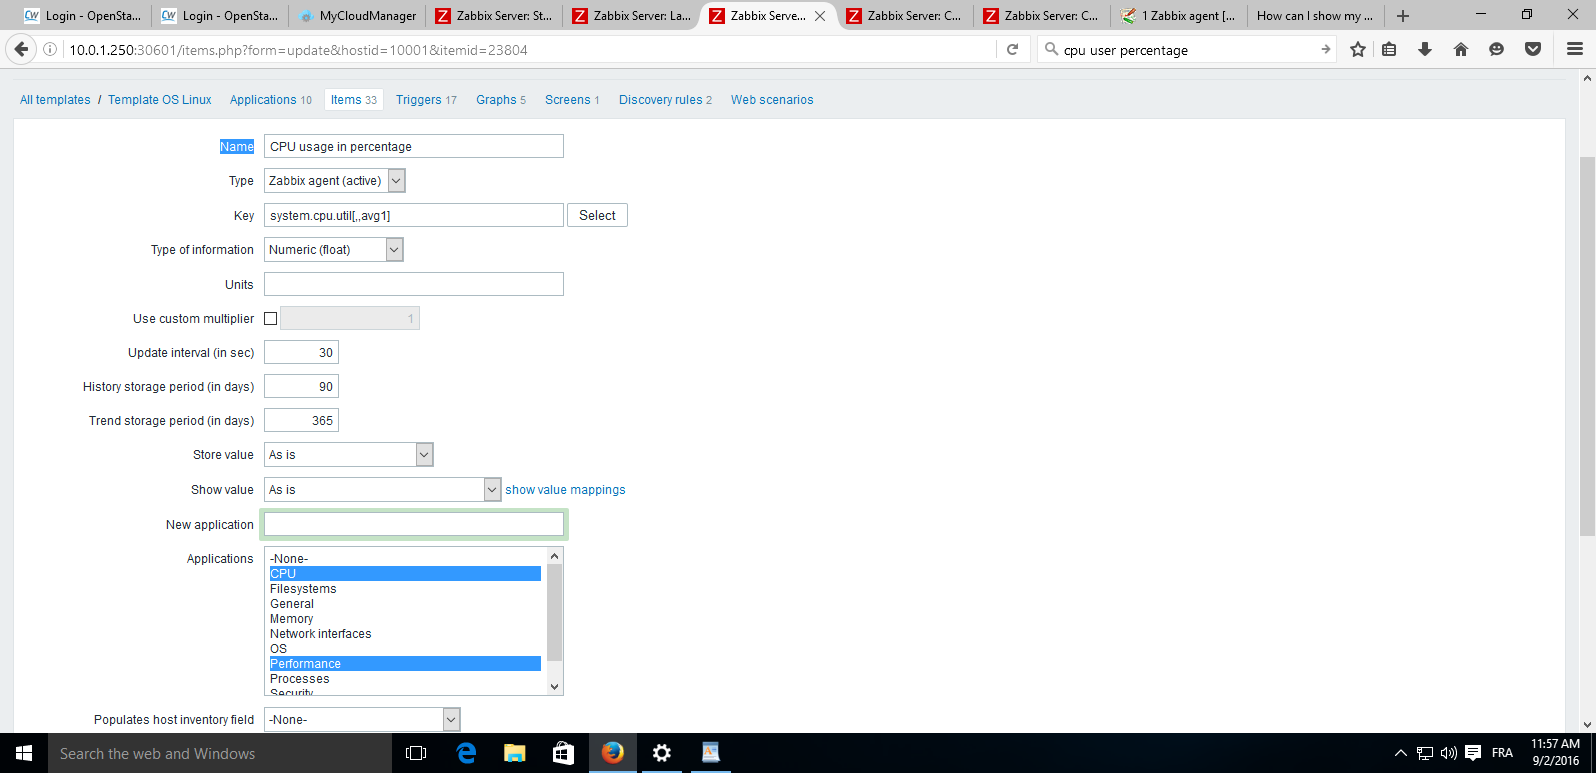 Login - OpenSta... Login - OpenSta... MyCloudManager Zabbix Server: St... Zabbix Server: La... Zabbix Serve... Zabbix Server: C... Zabbix Server: C... 1 Zabbix agent [... How can I show my ...
10.0.1.250:30601/items.php?form=update&hostid=10001&itemid=23804 cpu user percentage
All templates / Template OS Linux Applications 10 Items 33 Triggers 17 Graphs 5 Screens 1 Discovery rules 2 Web scenarios
Name CPU usage in percentage
Type Zabbix agent (active)
Key system.cpu.util[,,avg1] Select
Type of information Numeric (float)
Units
Use custom multiplier 1
Update interval (in sec) 30
History storage period (in days) 90
Trend storage period (in days) 365
Store value As is
Show value As is show value mappings
New application
Applications -None-
CPU
Filesystems
General
Memory
Network interfaces
OS
Performance
Processes
Security
Populates host inventory field -None-
Search the web and Windows FRA 11:57 AM
9/2/2016